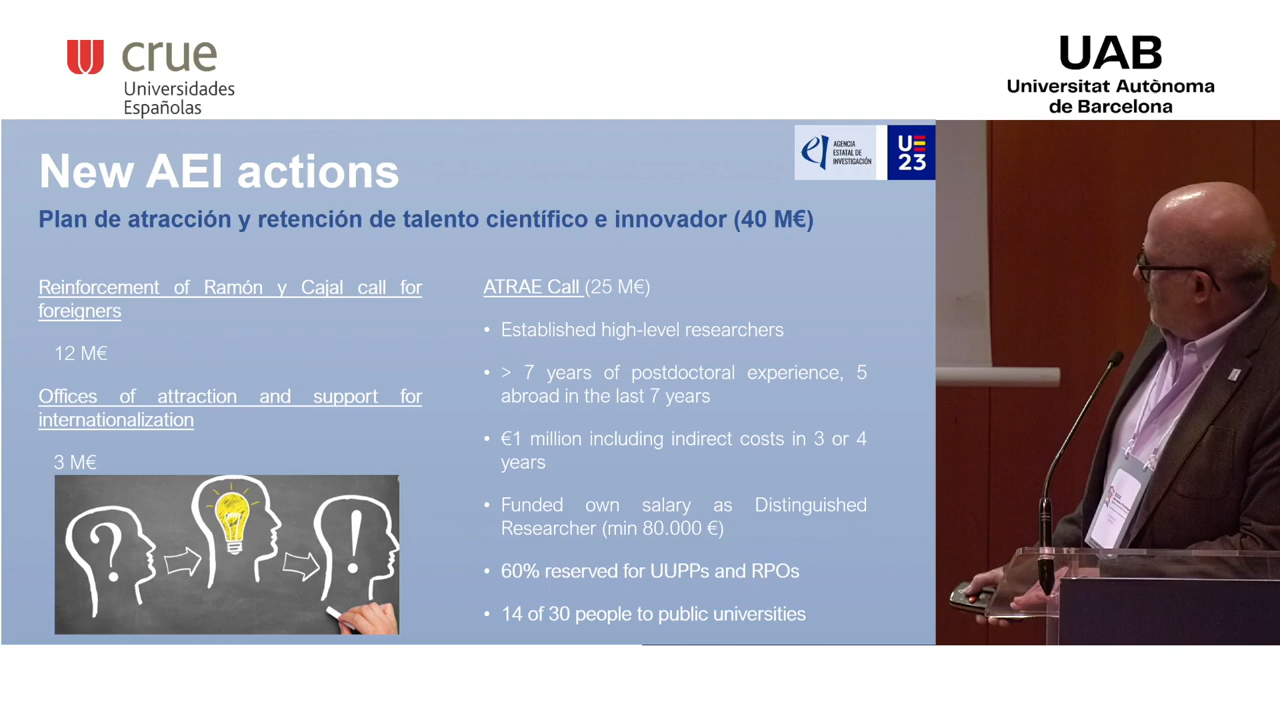 crue
Universidades
Españolas
UAB
Universitat Autònoma
de Barcelona
New AEI actions
AGENCIA
ESTATAL DE
INVESTIGACIÓN
UE
23
Plan de atracción y retención de talento científico e innovador (40 M€)
Reinforcement of Ramón y Cajal call for
foreigners
12 M€
Offices of attraction and support for
internationalization
3 M€
?
!
ATRAE Call (25 M€)
• Established high-level researchers
• > 7 years of postdoctoral experience, 5
abroad in the last 7 years
• €1 million including indirect costs in 3 or 4
years
• Funded own salary as Distinguished
Researcher (min 80.000 €)
• 60% reserved for UUPPs and RPOs
• 14 of 30 people to public universities